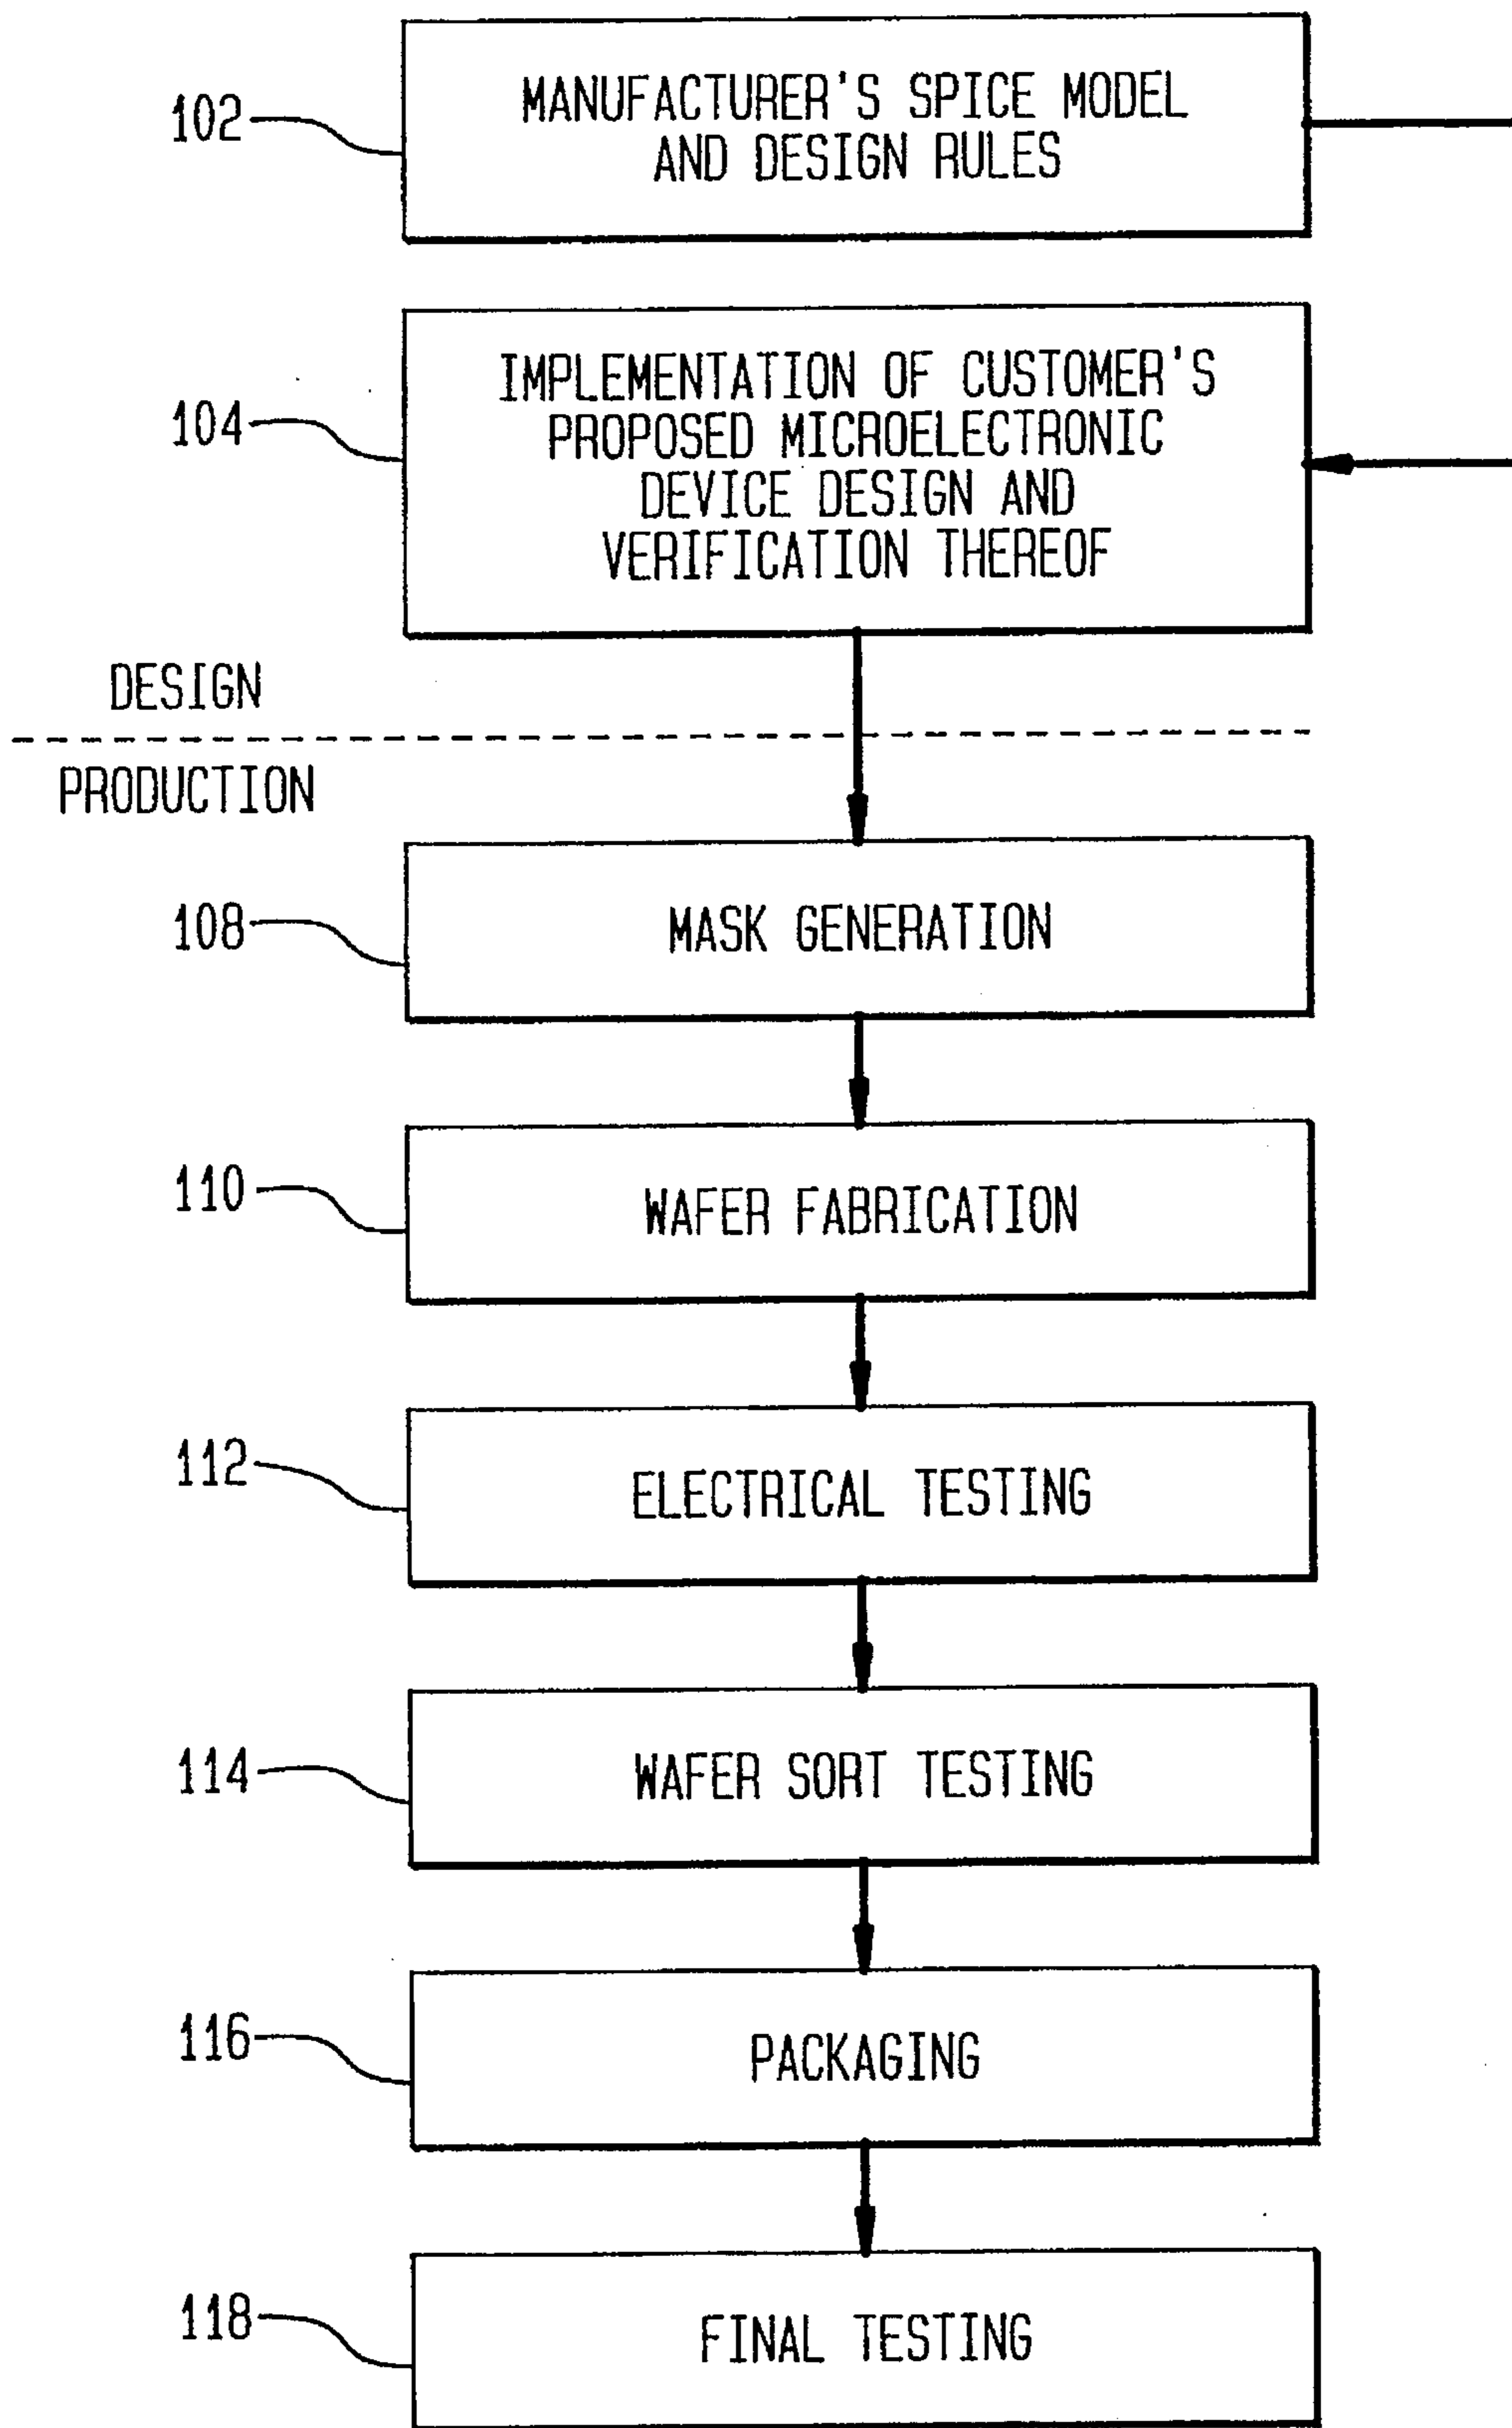 102
MANUFACTURER'S SPICE MODEL
AND DESIGN RULES
104
IMPLEMENTATION OF CUSTOMER'S
PROPOSED MICROELECTRONIC
DEVICE DESIGN AND
VERIFICATION THEREOF
DESIGN
PRODUCTION
108
MASK GENERATION
110
WAFER FABRICATION
112
ELECTRICAL TESTING
114
WAFER SORT TESTING
116
PACKAGING
118
FINAL TESTING